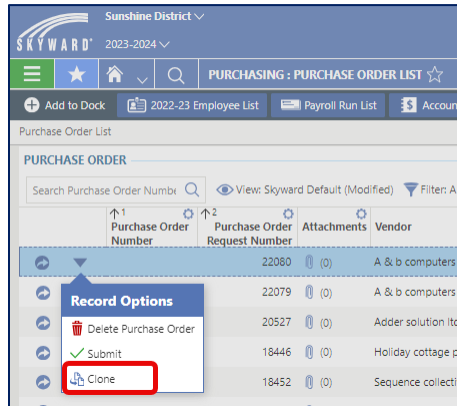 Sunshine District
SKYWARD
2023-2024
PURCHASING : PURCHASE ORDER LIST
Add to Dock 2022-23 Employee List Payroll Run List Accoun
Purchase Order List
PURCHASE ORDER
Search Purchase Order Numbe View: Skyward Default (Modified) Filter: A
1 Purchase Order Number 2 Purchase Order Request Number Attachments Vendor
22080 (0) A & b computers
22079 (0) A & b computers
20527 (0) Adder solution ltd
18446 (0) Holiday cottage p
18452 (0) Sequence collecti
Record Options
Delete Purchase Order
Submit
Clone